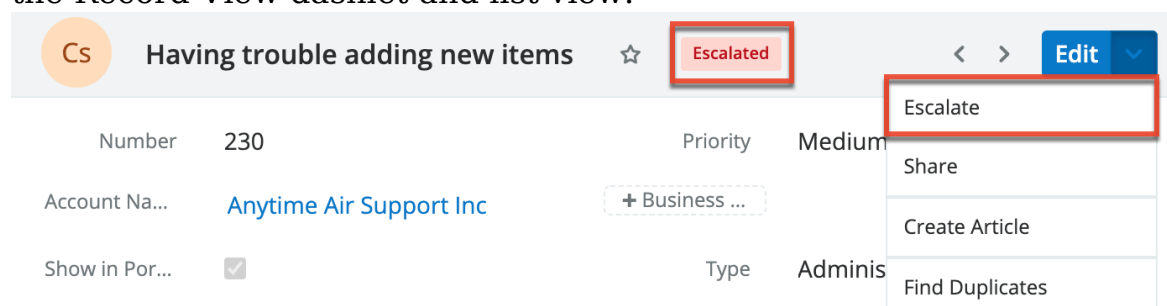 the Record View dashlet and list view.
Cs Having trouble adding new items Escalated Edit
Escalate
Number 230 Priority Medium
Share
Account Na... Anytime Air Support Inc + Business ...
Create Article
Show in Por... Type Adminis
Find Duplicates